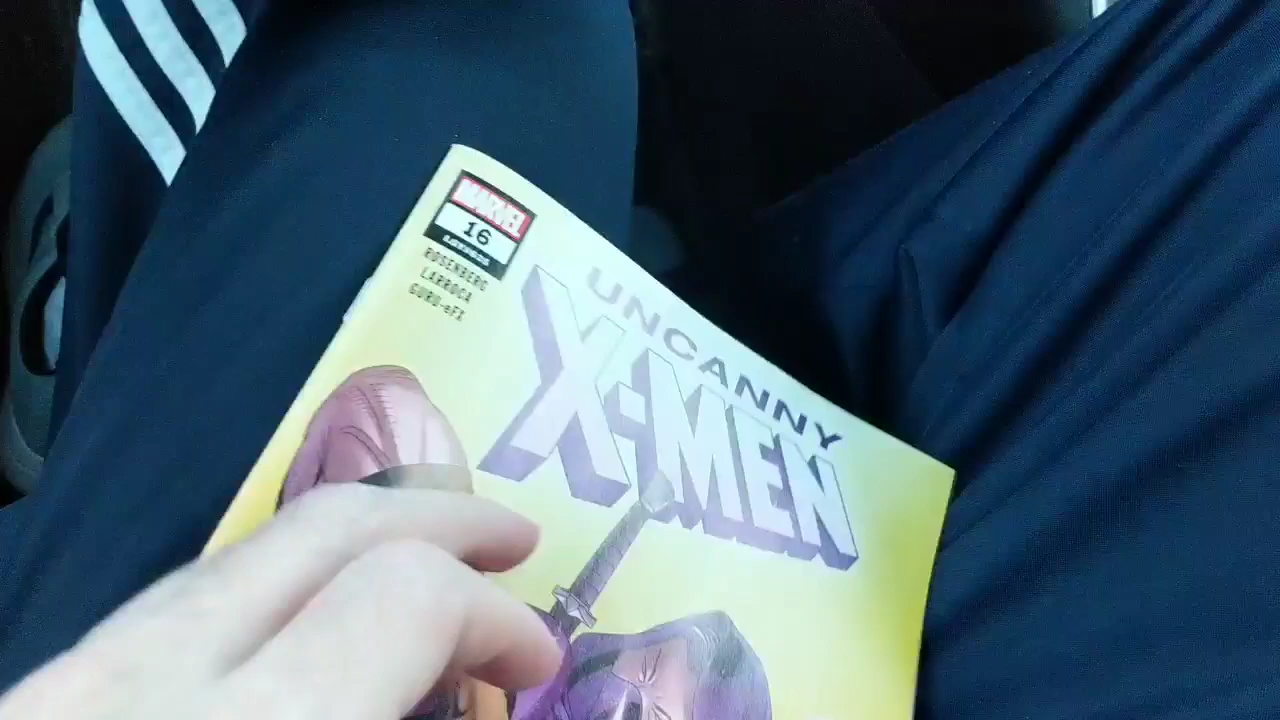 MARVEL
16
ROSENBERG
LARROCA
GURU-eFX
UNCANNY
X-MEN